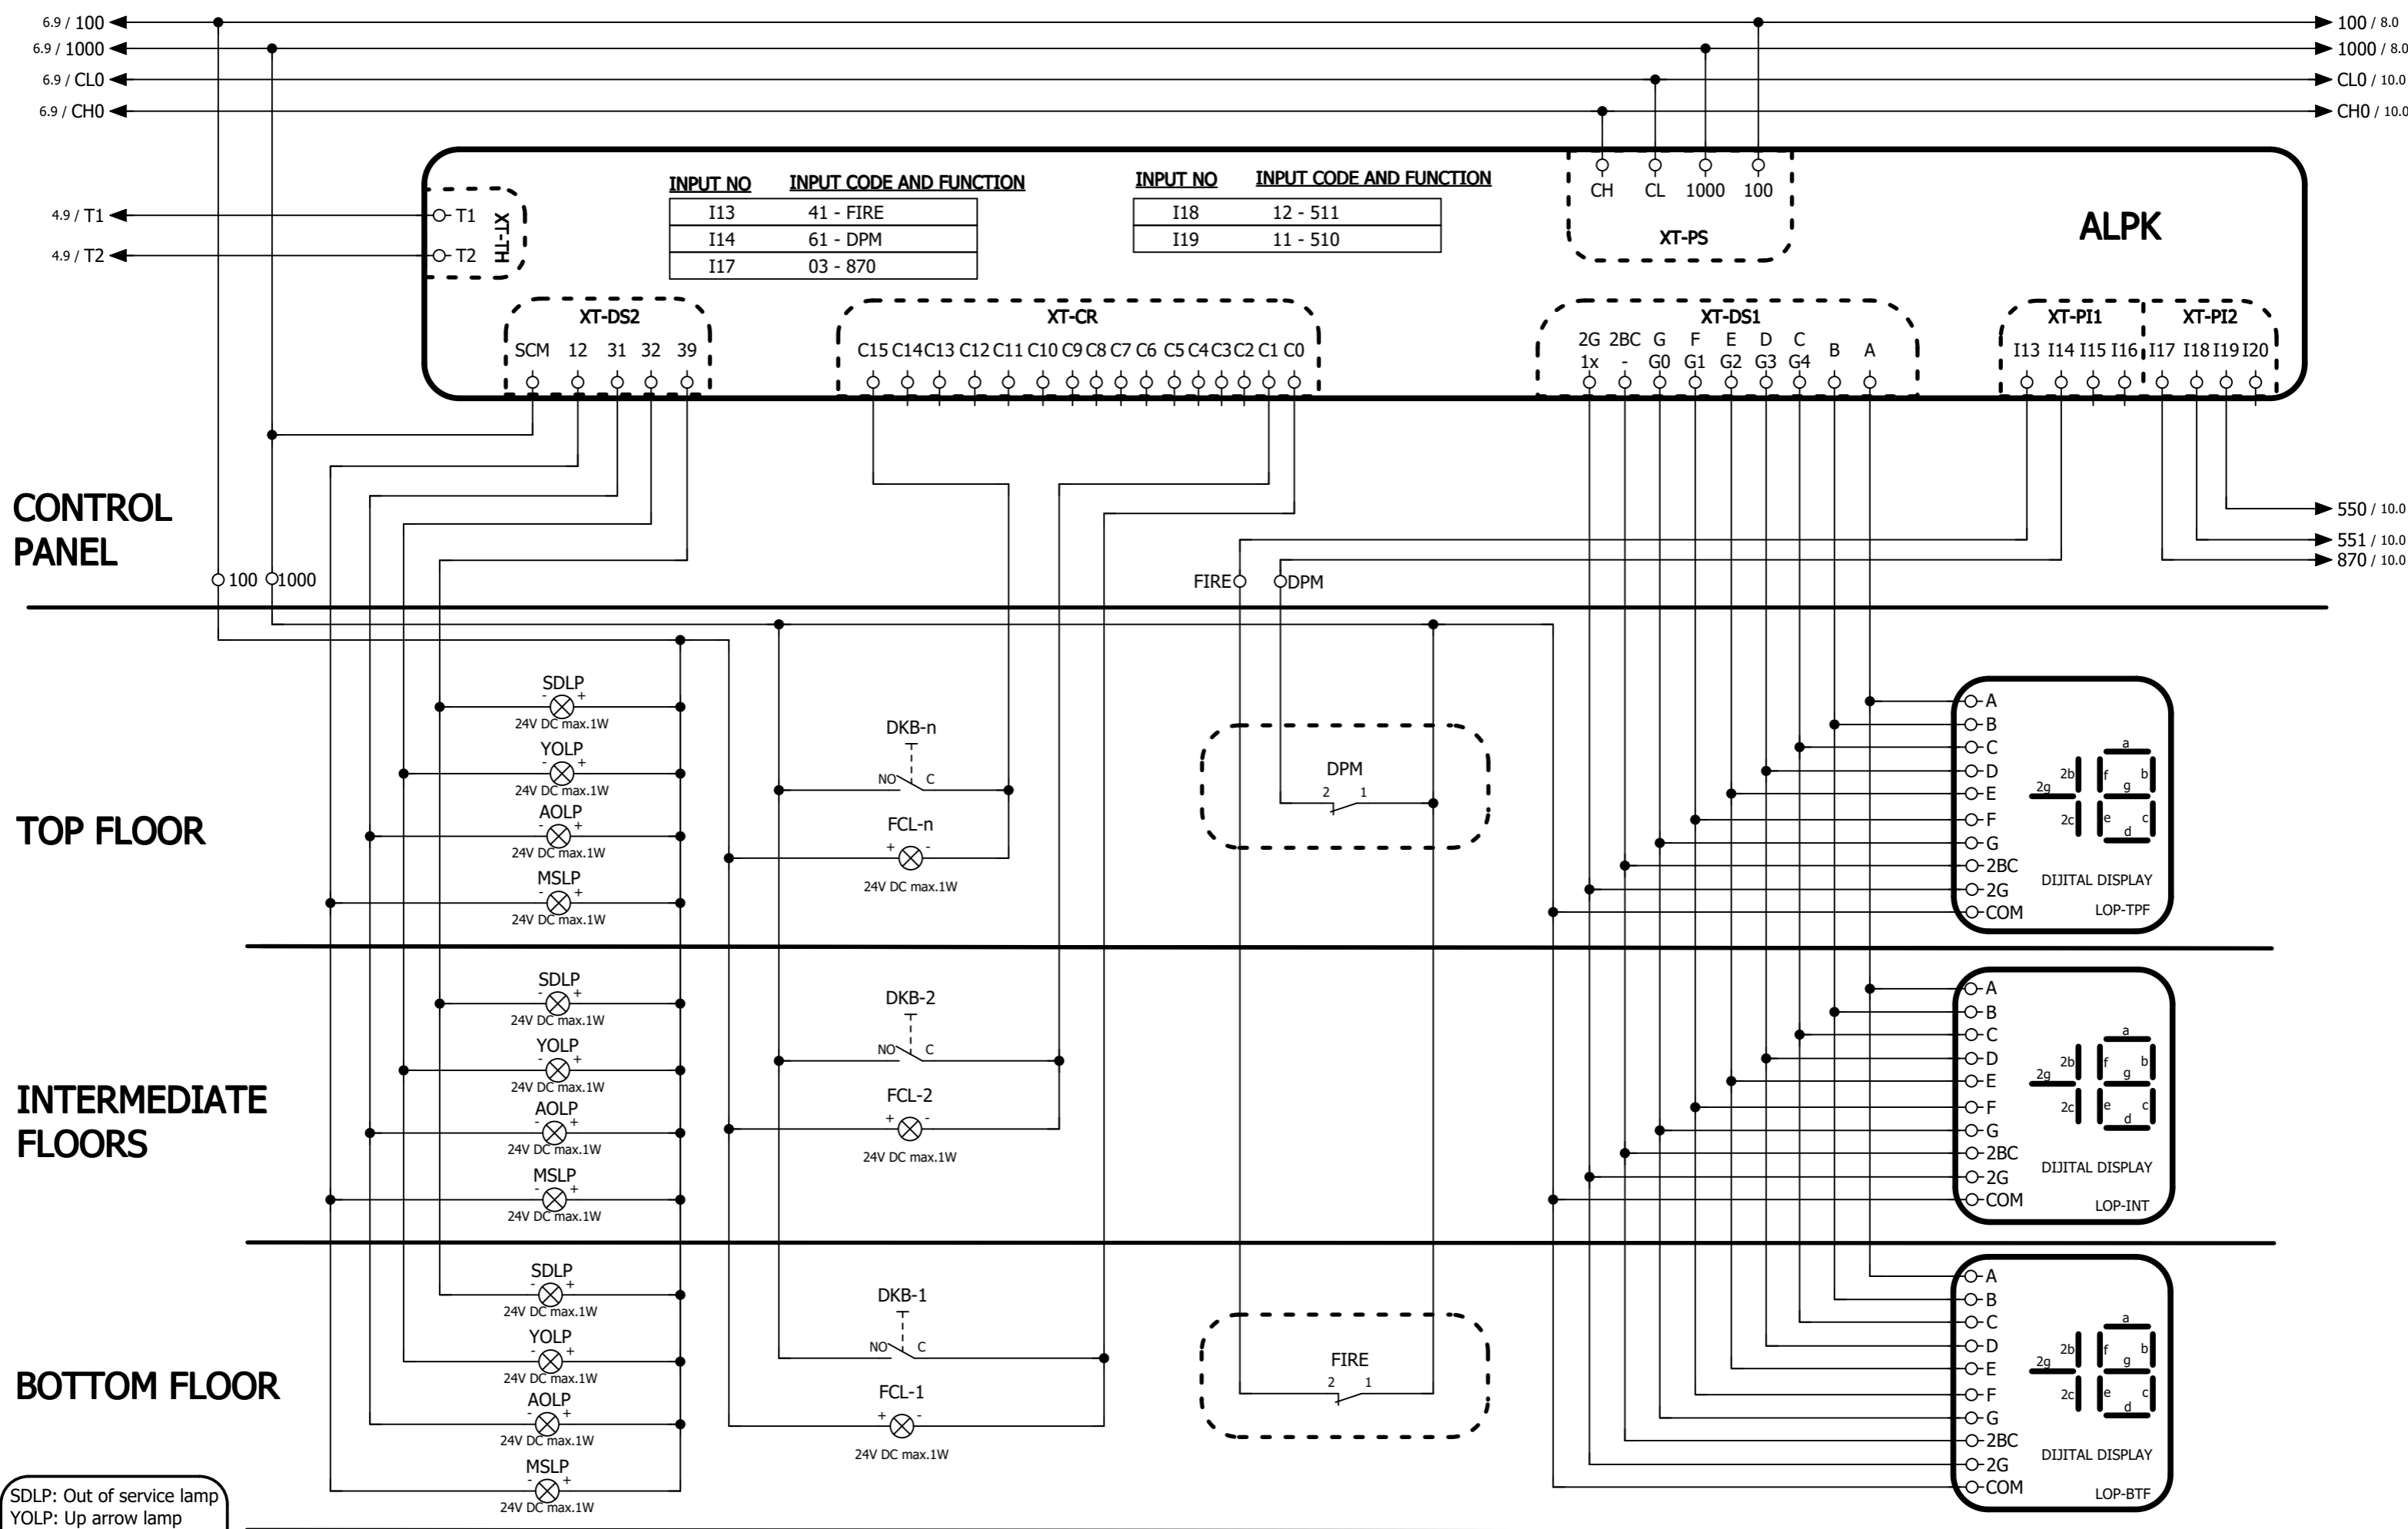 6.9 / 100
100 / 8.0
6.9 / 1000
1000 / 8.0
6.9 / CL0
CL0 / 10.0
6.9 / CH0
CH0 / 10.0
4.9 / T1
4.9 / T2
T1
T2
XT-TH
INPUT NO INPUT CODE AND FUNCTION
I13 41 - FIRE
I14 61 - DPM
I17 03 - 870
INPUT NO INPUT CODE AND FUNCTION
I18 12 - 511
I19 11 - 510
CH CL 1000 100
XT-PS
ALPK
XT-DS2
SCM 12 31 32 39
XT-CR
C15 C14 C13 C12 C11 C10 C9 C8 C7 C6 C5 C4 C3 C2 C1 C0
XT-DS1
2G 2BC G F E D C B A
1x - G0 G1 G2 G3 G4
XT-PI1
I13 I14 I15 I16
XT-PI2
I17 I18 I19 I20
550 / 10.0
551 / 10.0
870 / 10.0
CONTROL
PANEL
100
1000
FIRE
DPM
TOP FLOOR
SDLP
- +
24V DC max.1W
YOLP
- +
24V DC max.1W
AOLP
- +
24V DC max.1W
MSLP
- +
24V DC max.1W
DKB-n
NO C
FCL-n
+ -
24V DC max.1W
DPM
2 1
A
B
C
D
E
F
G
2BC
2G
COM
a
2b f b
2g g
2c e c
d
DIJITAL DISPLAY
LOP-TPF
INTERMEDIATE
FLOORS
SDLP
- +
24V DC max.1W
YOLP
- +
24V DC max.1W
AOLP
- +
24V DC max.1W
MSLP
- +
24V DC max.1W
DKB-2
NO C
FCL-2
+ -
24V DC max.1W
A
B
C
D
E
F
G
2BC
2G
COM
a
2b f b
2g g
2c e c
d
DIJITAL DISPLAY
LOP-INT
BOTTOM FLOOR
SDLP
- +
24V DC max.1W
YOLP
- +
24V DC max.1W
AOLP
- +
24V DC max.1W
MSLP
- +
24V DC max.1W
DKB-1
NO C
FCL-1
+ -
24V DC max.1W
FIRE
2 1
A
B
C
D
E
F
G
2BC
2G
COM
a
2b f b
2g g
2c e c
d
DIJITAL DISPLAY
LOP-BTF
SDLP: Out of service lamp
YOLP: Up arrow lamp